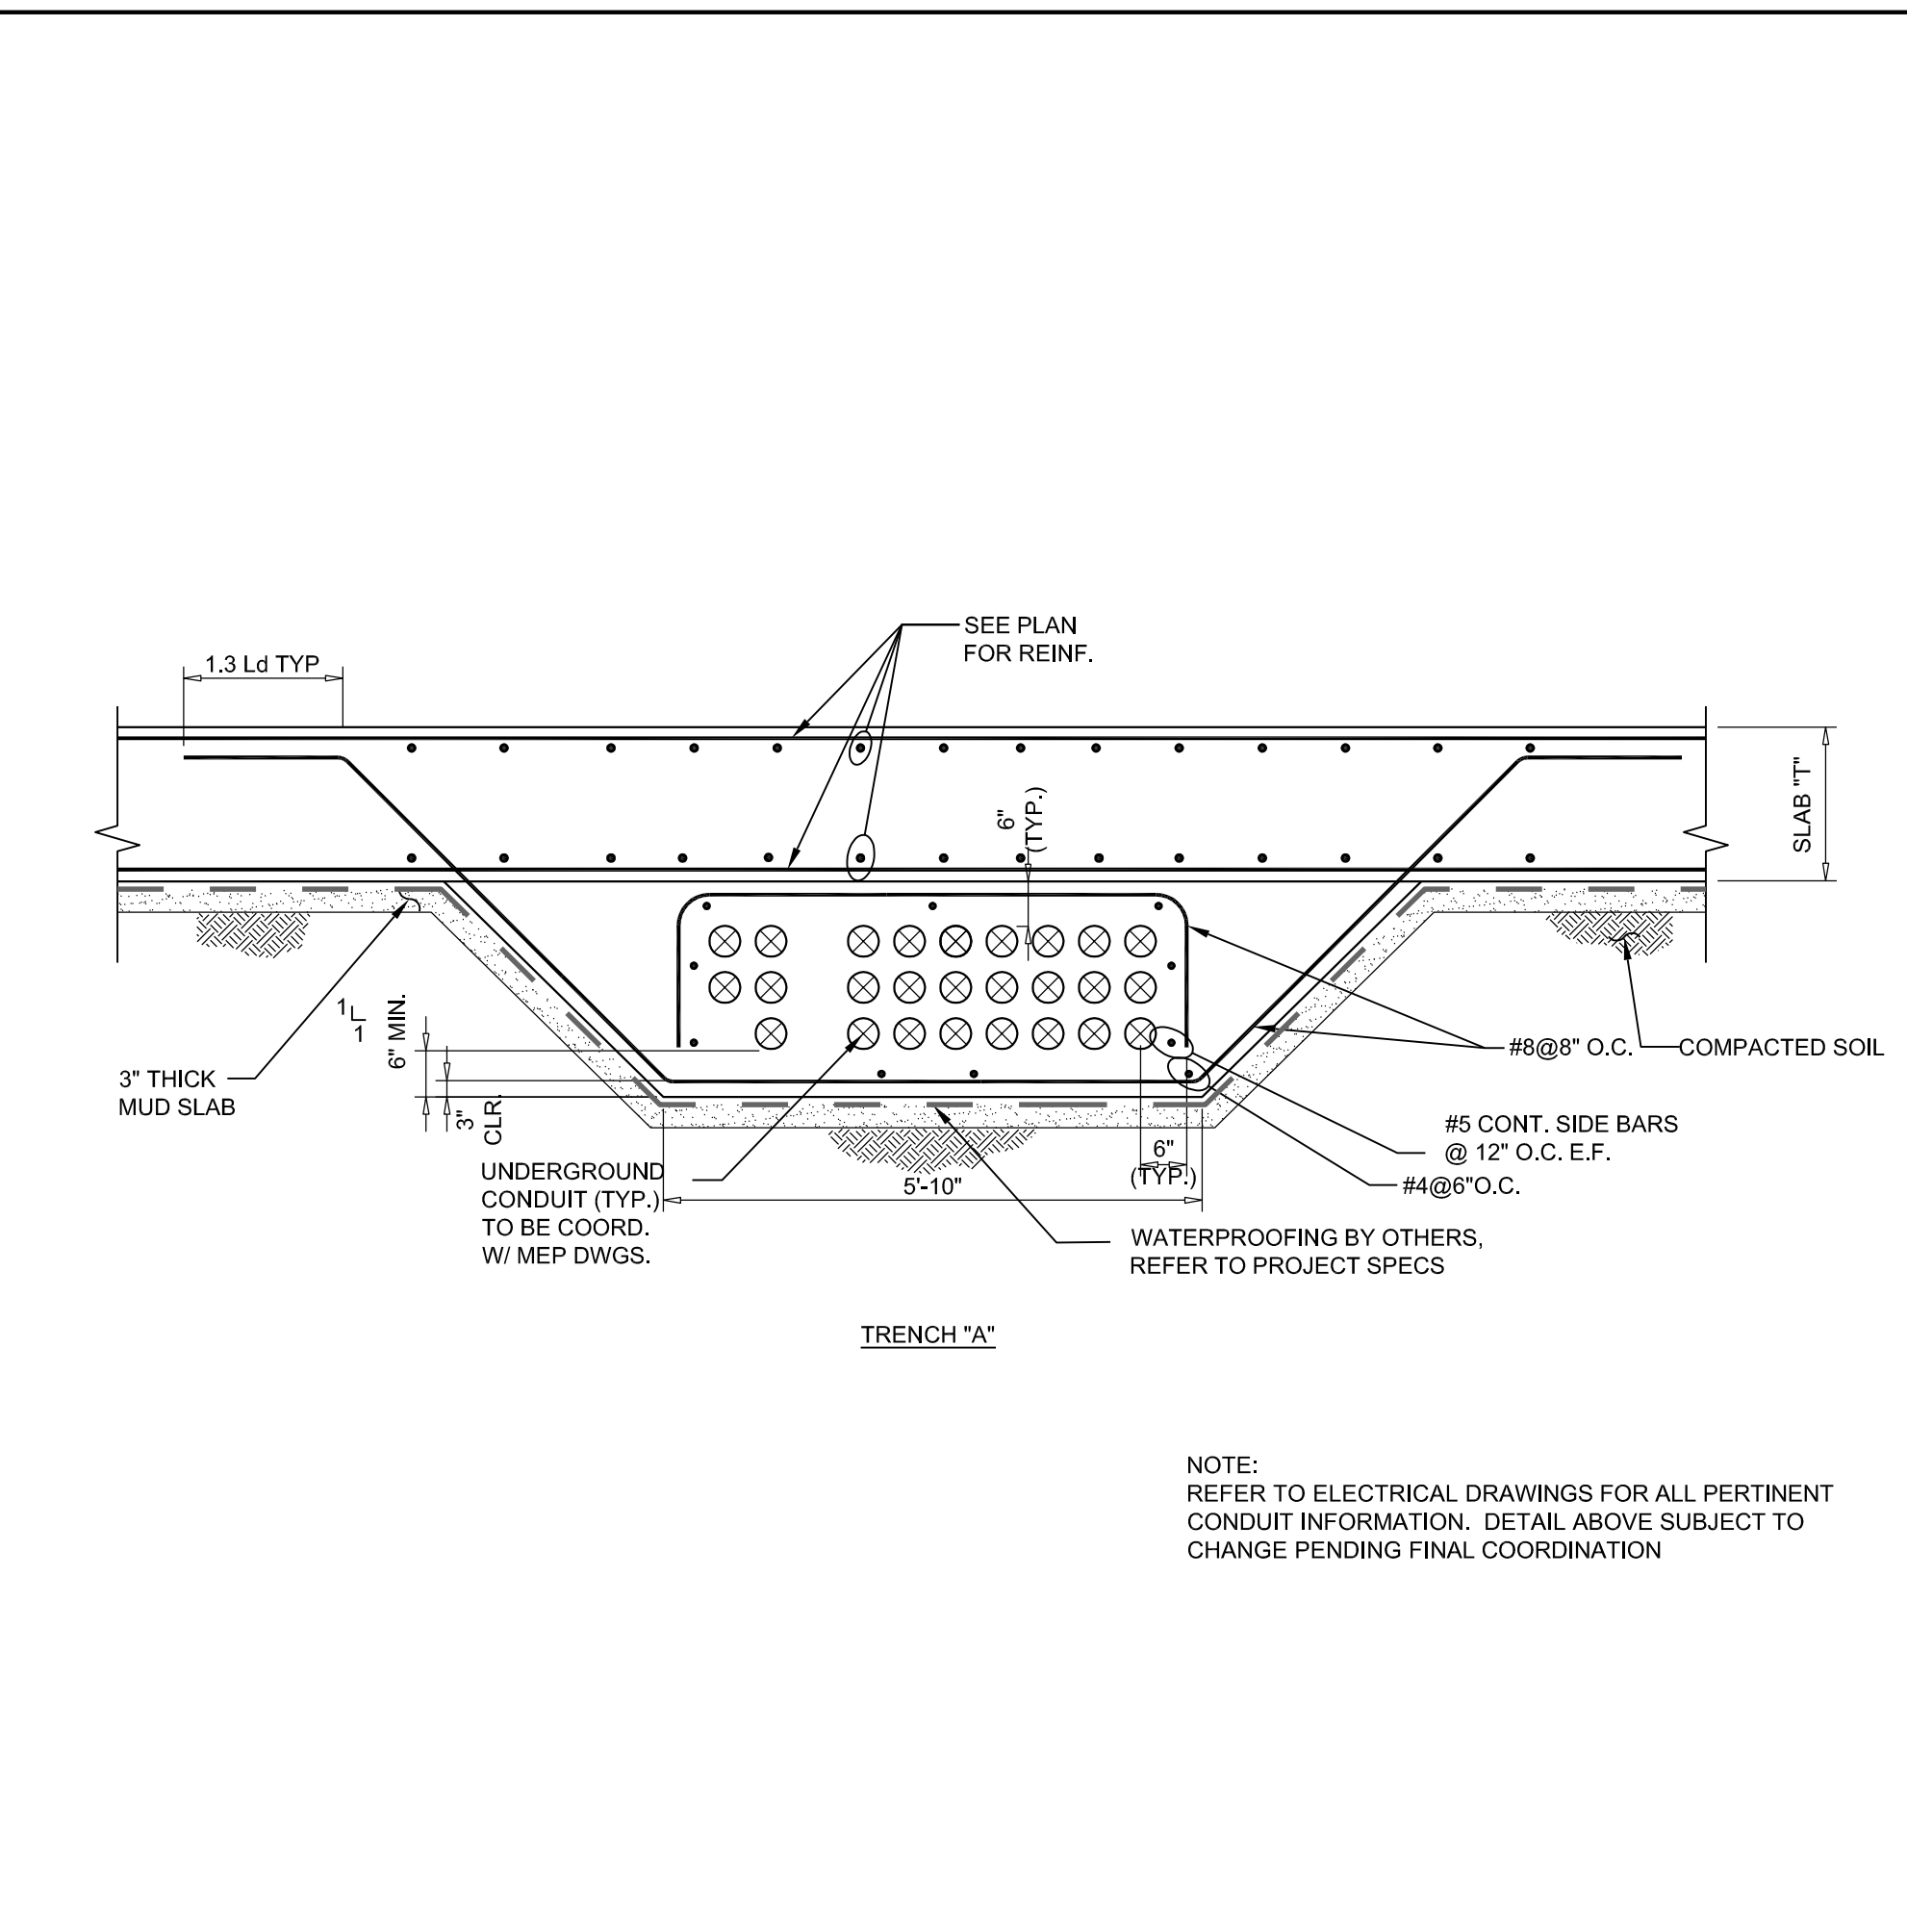 SEE PLAN
FOR REINF.
1.3 Ld TYP
6"
(TYP.)
SLAB "T"
1
1
6" MIN.
3"
CLR.
3" THICK
MUD SLAB
#8@8" O.C.
COMPACTED SOIL
#5 CONT. SIDE BARS
@ 12" O.C. E.F.
#4@6"O.C.
6"
(TYP.)
5'-10"
UNDERGROUND
CONDUIT (TYP.)
TO BE COORD.
W/ MEP DWGS.
WATERPROOFING BY OTHERS,
REFER TO PROJECT SPECS
TRENCH "A"
NOTE:
REFER TO ELECTRICAL DRAWINGS FOR ALL PERTINENT
CONDUIT INFORMATION. DETAIL ABOVE SUBJECT TO
CHANGE PENDING FINAL COORDINATION